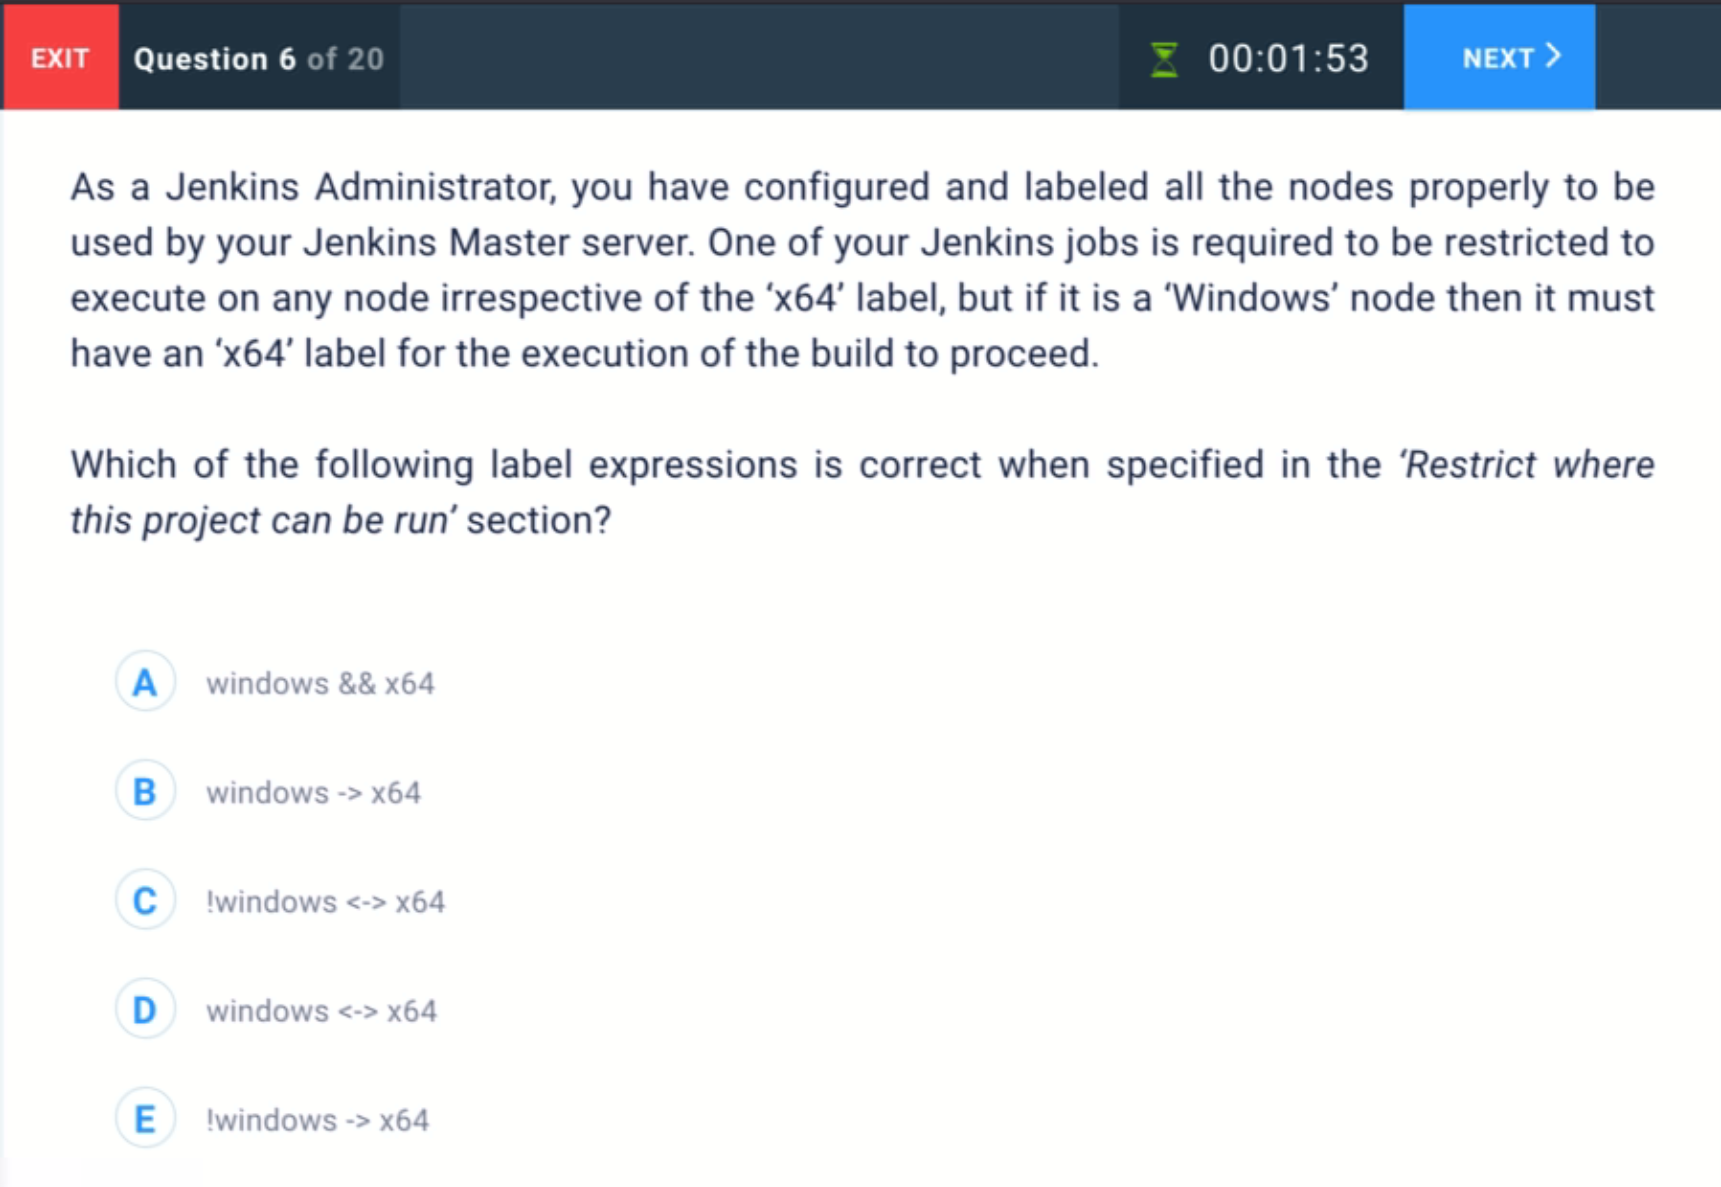 EXIT Question 6 of 20 00:01:53 NEXT >
As a Jenkins Administrator, you have configured and labeled all the nodes properly to be
used by your Jenkins Master server. One of your Jenkins jobs is required to be restricted to
execute on any node irrespective of the ‘x64’ label, but if it is a ‘Windows’ node then it must
have an ‘x64’ label for the execution of the build to proceed.
Which of the following label expressions is correct when specified in the ‘Restrict where
this project can be run’ section?
A windows && x64
B windows -> x64
C !windows <-> x64
D windows <-> x64
E !windows -> x64